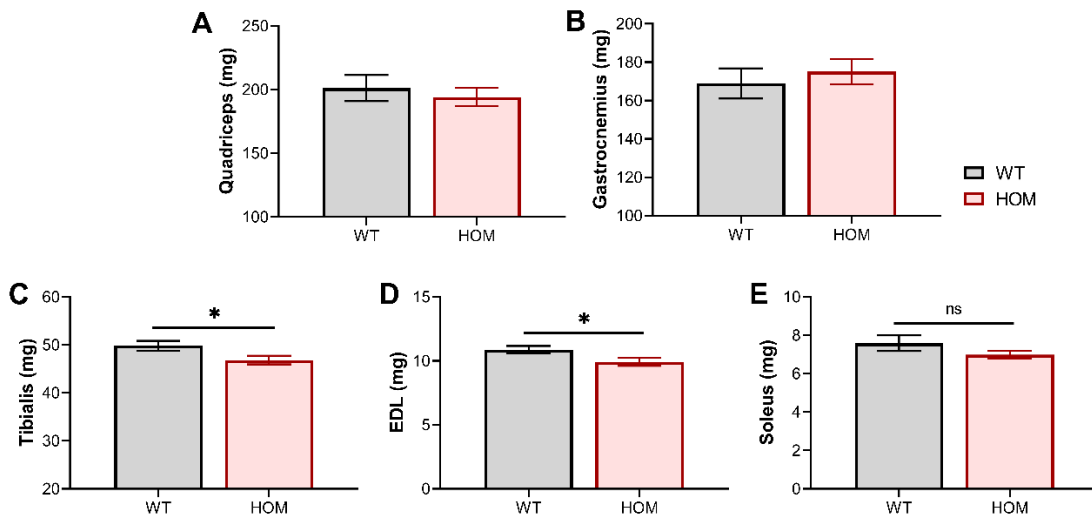 A
Quadriceps (mg)
250
200
150
100
WT
HOM
B
Gastrocnemius (mg)
200
180
160
140
120
100
WT
HOM
WT
HOM
C
Tibialis (mg)
60
50
40
30
20
*
WT
HOM
D
EDL (mg)
15
10
5
0
*
WT
HOM
E
Soleus (mg)
10
8
6
4
2
0
ns
WT
HOM